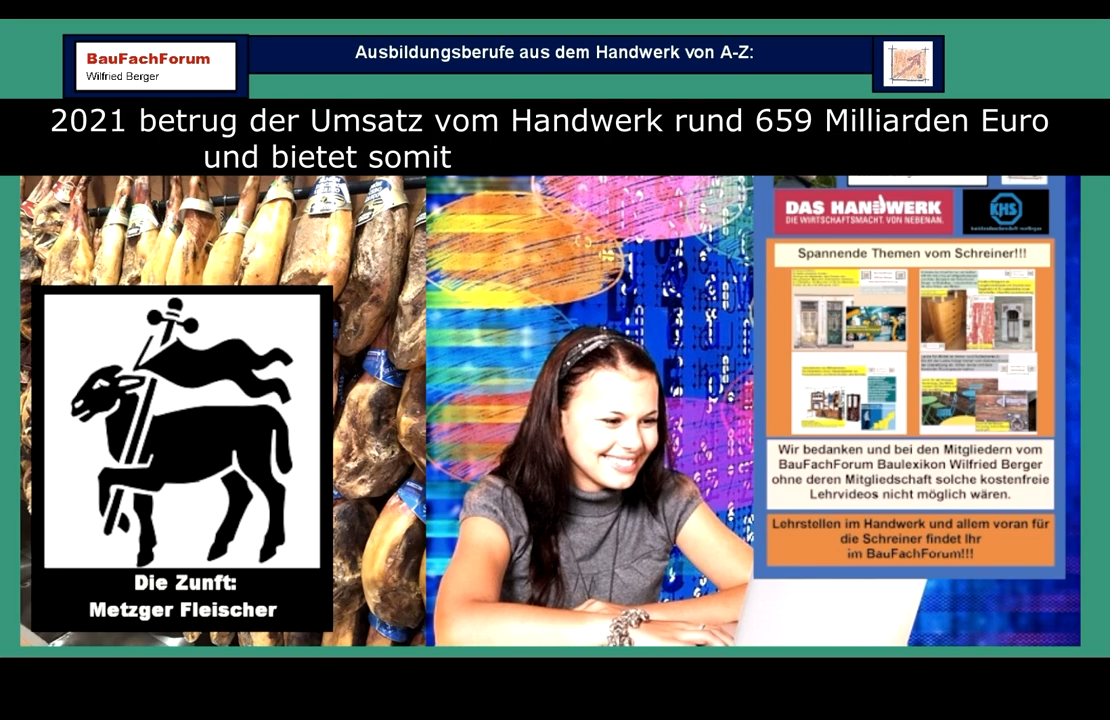 BauFachForum
Wilfried Berger
Ausbildungsberufe aus dem Handwerk von A-Z:
2021 betrug der Umsatz vom Handwerk rund 659 Milliarden Euro
und bietet somit
DAS HANDWERK
DIE WIRTSCHAFTSMACHT. VON NEBENAN.
KHS
Spannende Themen vom Schreiner!!!
Wir bedanken und bei den Mitgliedern vom
BauFachForum Baulexikon Wilfried Berger
ohne deren Mitgliedschaft solche kostenfreie
Lehrvideos nicht möglich wären.
Lehrstellen im Handwerk und allem voran für
die Schreiner findet Ihr
im BauFachForum!!!
Die Zunft:
Metzger Fleischer